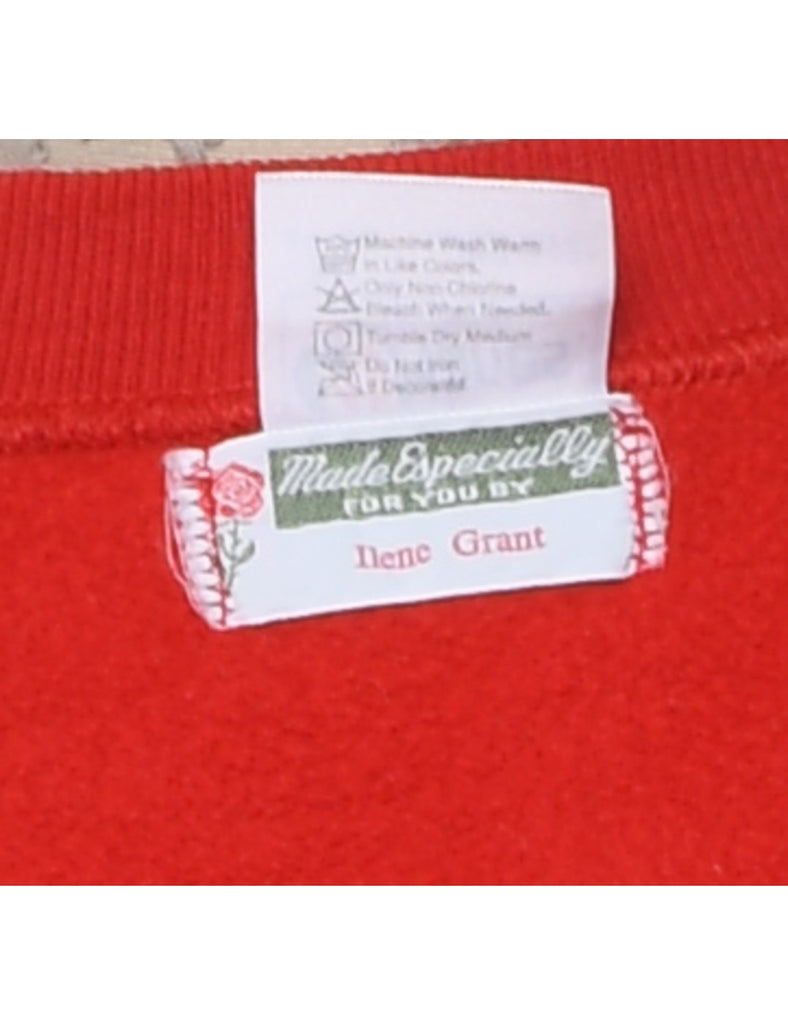 Machine Wash Warm
In Like Colors.
Only Non Chlorine
Bleach When Needed.
Tumble Dry Medium
Do Not Iron
If Decorated
Made Especially
FOR YOU BY
Ilene Grant